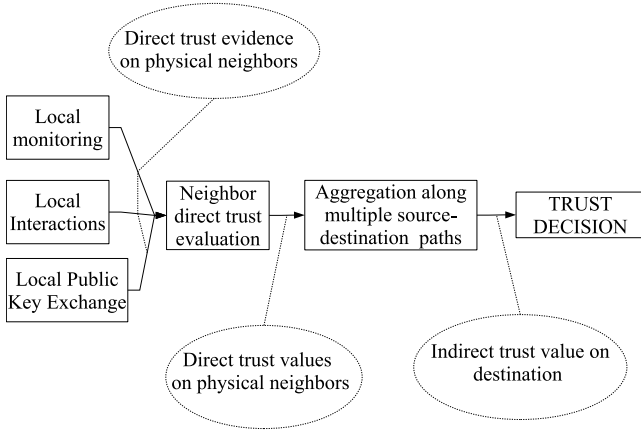 Direct trust evidence
on physical neighbors
Local
monitoring
Local
Interactions
Local Public
Key Exchange
Neighbor
direct trust
evaluation
Aggregation along
multiple source-
destination paths
TRUST
DECISION
Direct trust values
on physical neighbors
Indirect trust value on
destination